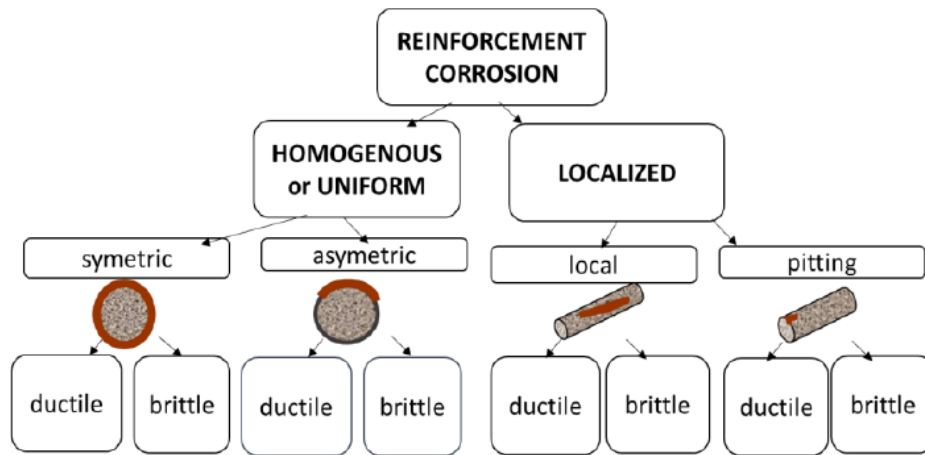 REINFORCEMENT
CORROSION
HOMOGENOUS
or UNIFORM
LOCALIZED
symetric
asymetric
local
pitting
ductile
brittle
ductile
brittle
ductile
brittle
ductile
brittle